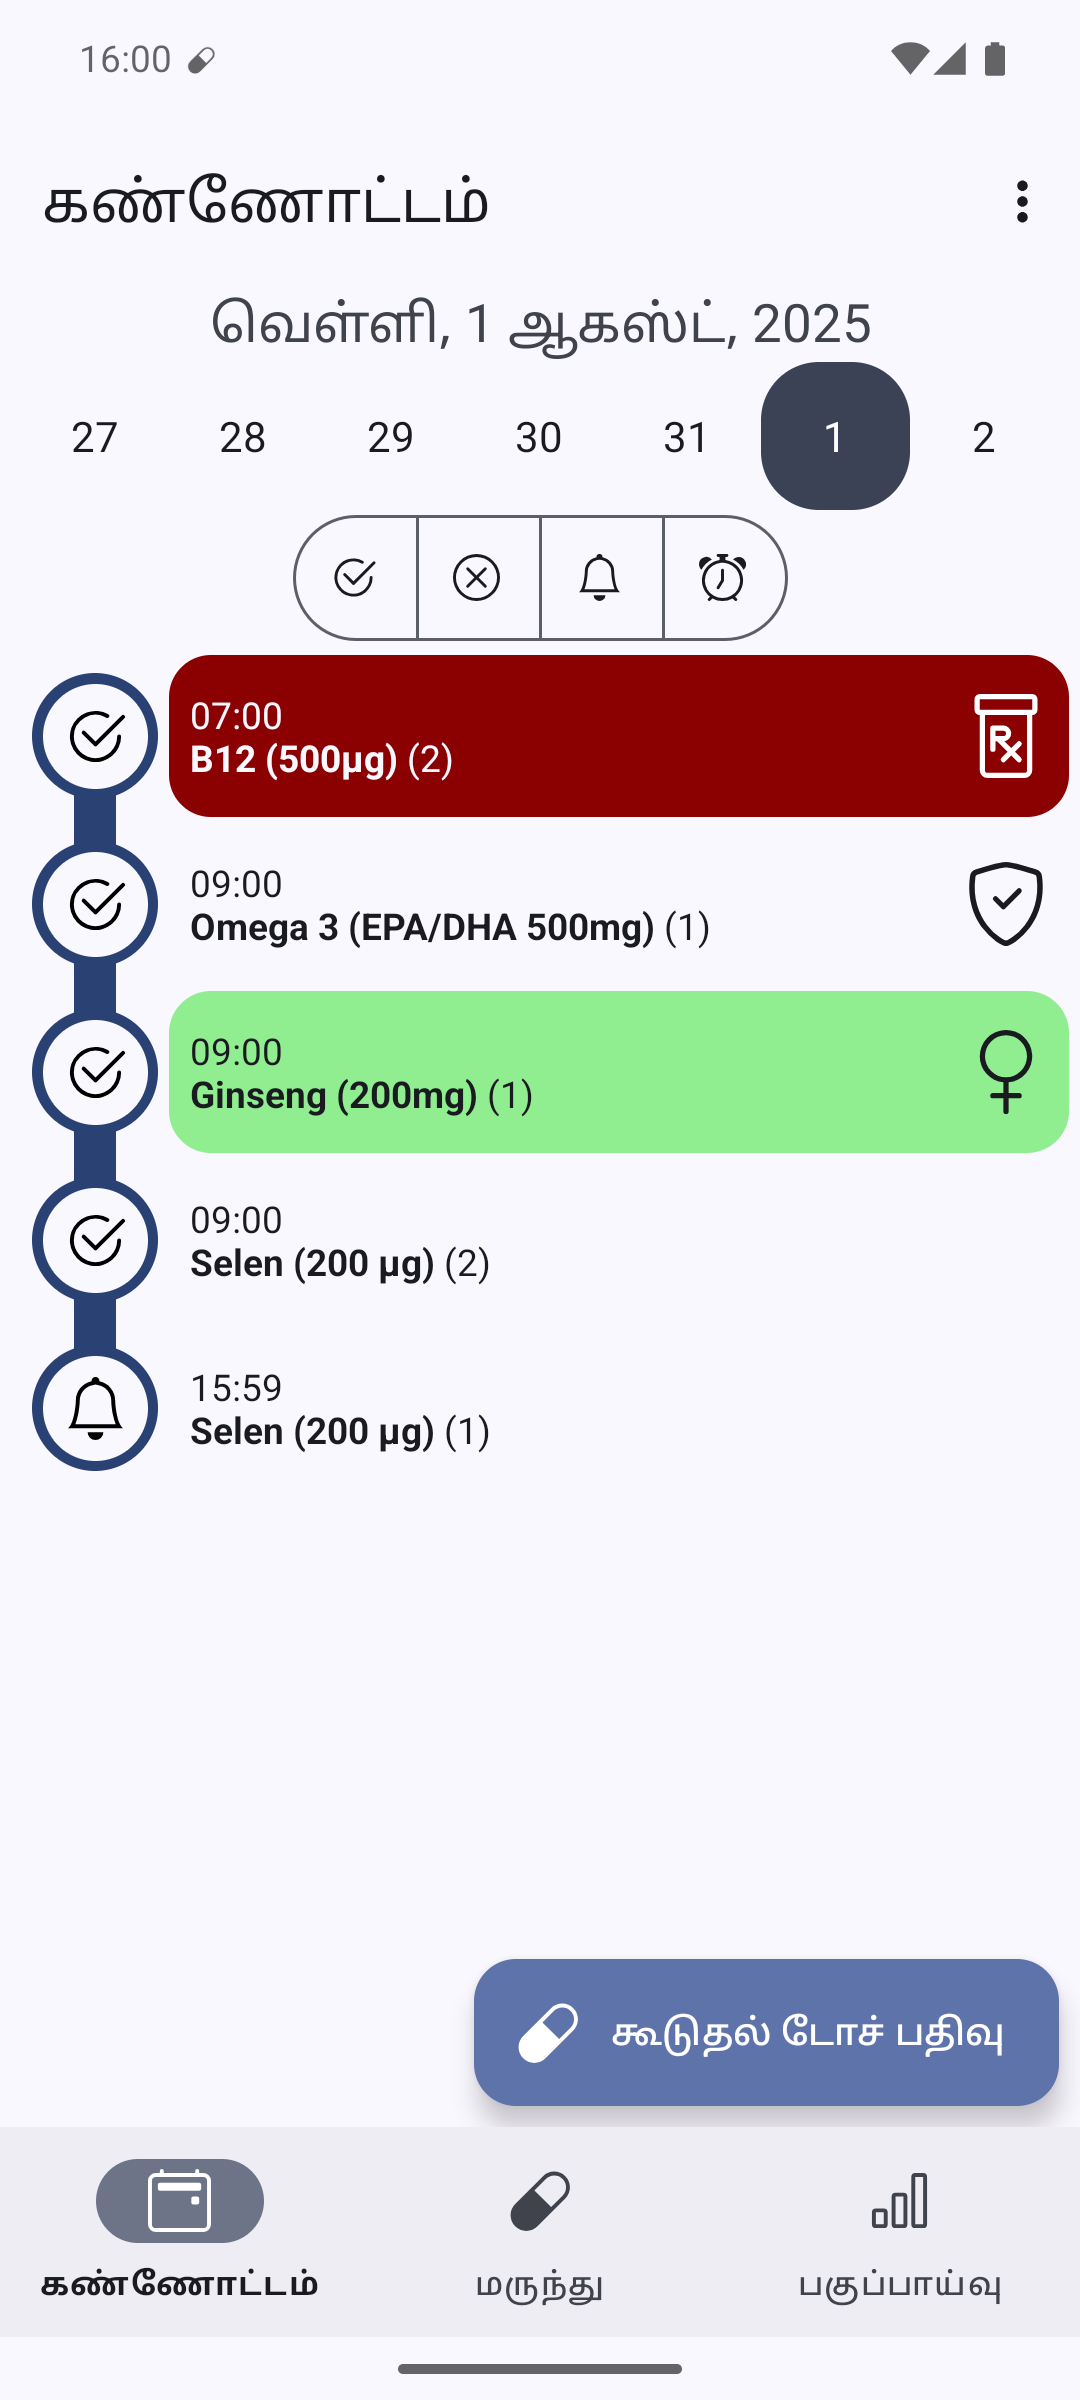 16:00
கண்ணோட்டம்
வெள்ளி, 1 ஆகஸ்ட், 2025
27 28 29 30 31 1 2
07:00
B12 (500µg) (2)
09:00
Omega 3 (EPA/DHA 500mg) (1)
09:00
Ginseng (200mg) (1)
09:00
Selen (200 µg) (2)
15:59
Selen (200 µg) (1)
கூடுதல் டோச் பதிவு
கண்ணோட்டம் மருந்து பகுப்பாய்வு